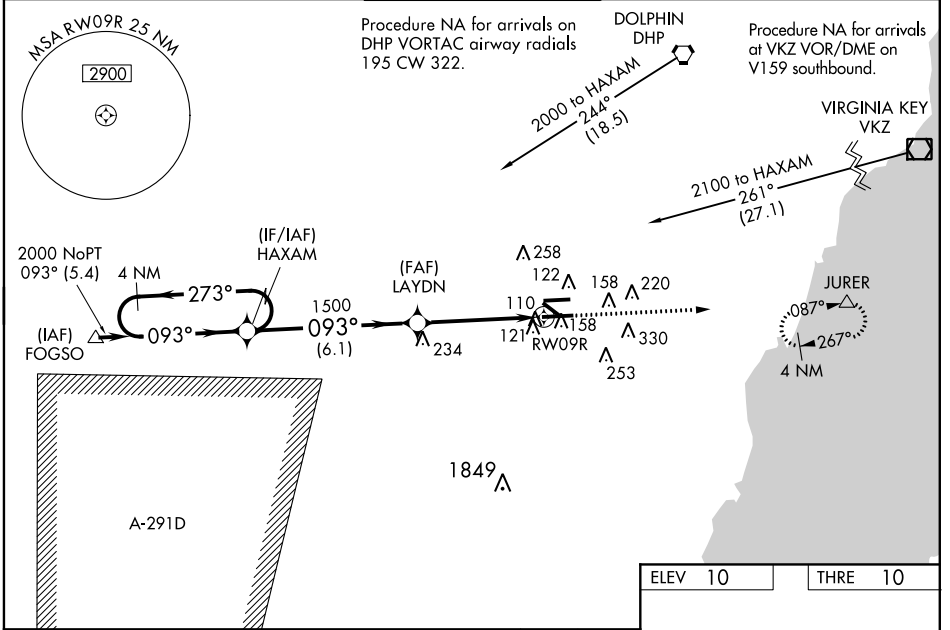 MSA RW09R 25 NM
2900
Procedure NA for arrivals on
DHP VORTAC airway radials
195 CW 322.
DOLPHIN
DHP
Procedure NA for arrivals
at VKZ VOR/DME on
V159 southbound.
2000 to HAXAM
244°
(18.5)
VIRGINIA KEY
VKZ
2100 to HAXAM
261°
(27.1)
2000 NoPT
093° (5.4)
4 NM
(IF/IAF)
HAXAM
273°
093°
(IAF)
FOGSO
1500
093°
(6.1)
(FAF)
LAYDN
234
258
122
110
121
158
RW09R
158
220
330
253
JURER
087°
267°
4 NM
1849
A-291D
ELEV 10
THRE 10